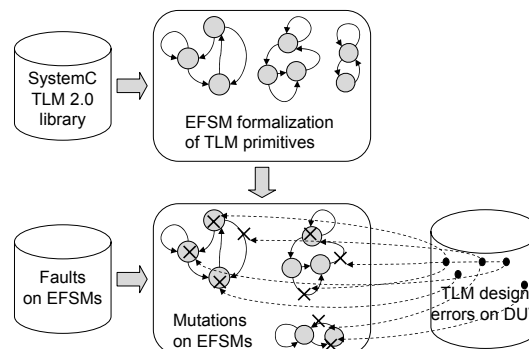 SystemC
TLM 2.0
library
EFSM formalization
of TLM primitives
Faults
on EFSMs
Mutations
on EFSMs
TLM design
errors on DU